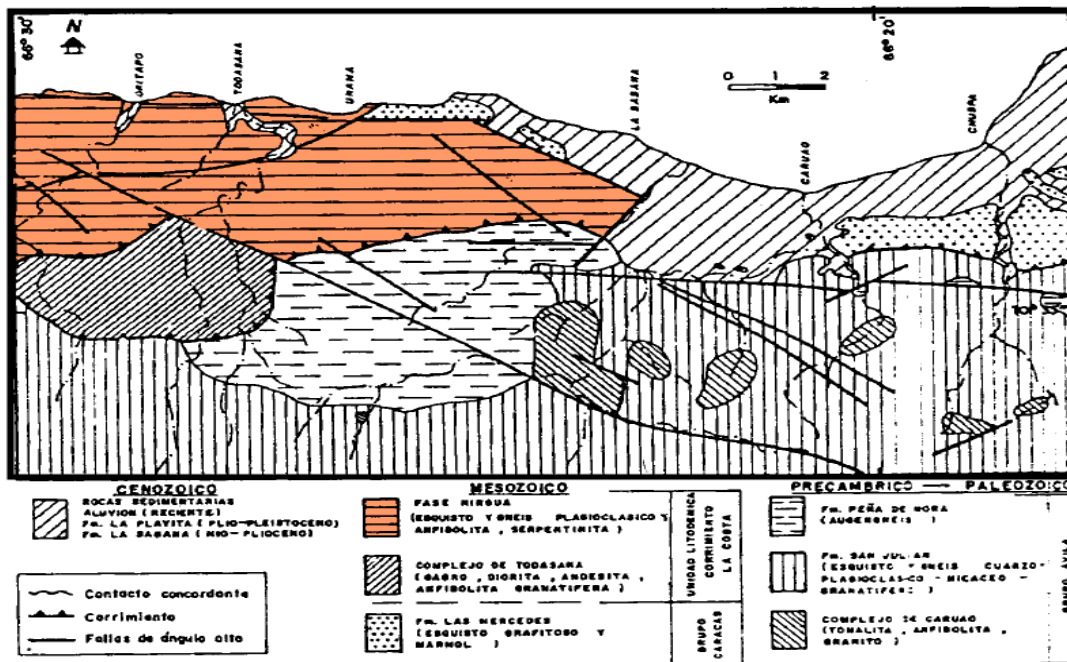 66° 30'
N
ORITAPO
TODASANA
URAMA
LA SABANA
0 1 2
Km
CARUAO
66° 20'
CHUSPA
TOP
CENOZOICO
ROCAS SEDIMENTARIAS
ALUVION (RECIENTE)
Fm. LA PLAYITA (PLIO-PLEISTOCENO)
Fm. LA SABANA (MIO-PLIOCENO)
Contacto concordante
Corrimiento
Fallas de ángulo alto
MESOZOICO
FASE NIRGUA
(ESQUISTO Y GNEIS PLAGIOCLASICO Y
ANFIBOLITA, SERPENTINITA)
COMPLEJO DE TODASANA
(GABRO, DIORITA, ANDESITA,
ANFIBOLITA GRANATIFERA)
Fm. LAS MERCEDES
(ESQUISTO GRAFITOSO Y
MARMOL)
UNIDAD LITODEMICA
CORRIMIENTO
LA COSTA
GRUPO
CARACAS
PRECAMBRICO — PALEOZOICO
Fm. PEÑA DE MORA
(AUGENGNEIS)
Fm. SAN JULIAN
(ESQUISTO Y GNEIS CUARZO-
PLAGIOCLASICO - MICACEO -
GRANATIFERO)
COMPLEJO DE CARUAO
(TONALITA, ANFIBOLITA,
GRANITO)
GRUPO AVILA